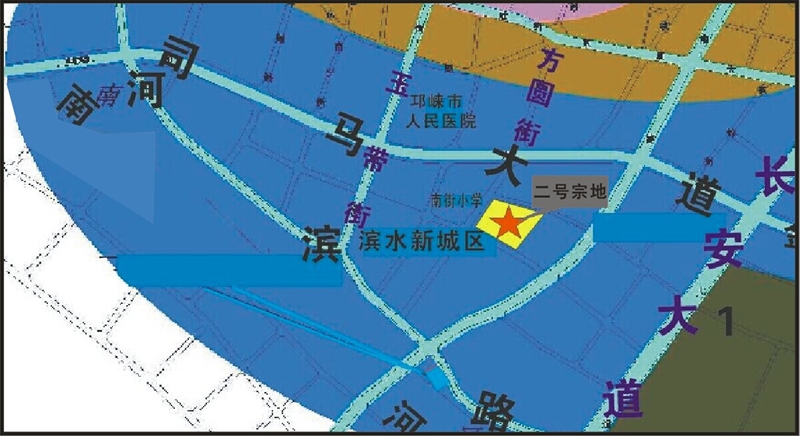 司马大道
南河
滨河路
南
玉带街
方圆街
邛崃市
人民医院
南街小学
二号宗地
滨水新城区
长安大道
1